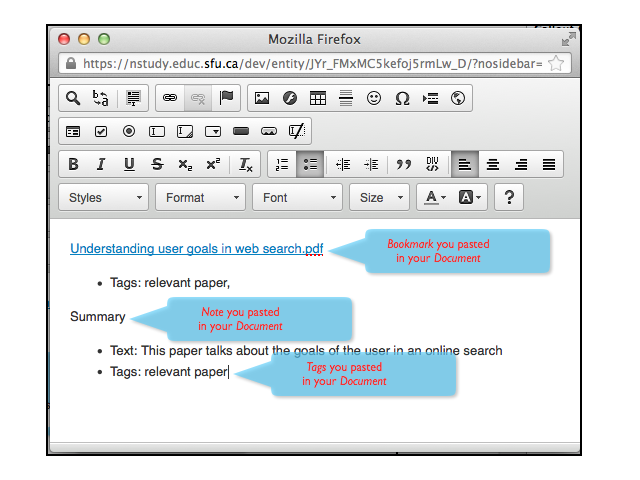 Mozilla Firefox
https://nstudy.educ.sfu.ca/dev/entity/JYr_FMxMC5kefoj5rmLw_D/?nosidebar=
B I U S x₂ x² Tx
Styles Format Font Size A A ?
Understanding user goals in web search.pdf
Bookmark you pasted
in your Document
• Tags: relevant paper,
Note you pasted
Summary
in your Document
• Text: This paper talks about the goals of the user in an online search
Tags you pasted
• Tags: relevant paper
in your Document